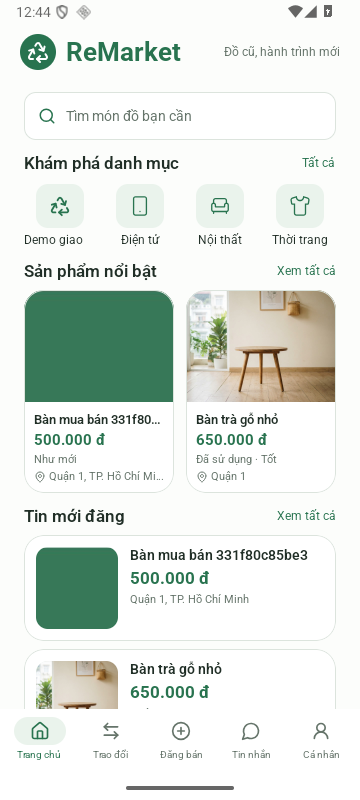 12:44
ReMarket
Đồ cũ, hành trình mới
Tìm món đồ bạn cần
Khám phá danh mục
Tất cả
Demo giao
Điện tử
Nội thất
Thời trang
Sản phẩm nổi bật
Xem tất cả
Bàn mua bán 331f80...
500.000 đ
Như mới
Quận 1, TP. Hồ Chí Mi...
Bàn trà gỗ nhỏ
650.000 đ
Đã sử dụng · Tốt
Quận 1
Tin mới đăng
Xem tất cả
Bàn mua bán 331f80c85be3
500.000 đ
Quận 1, TP. Hồ Chí Minh
Bàn trà gỗ nhỏ
650.000 đ
Trang chủ
Trao đổi
Đăng bán
Tin nhắn
Cá nhân